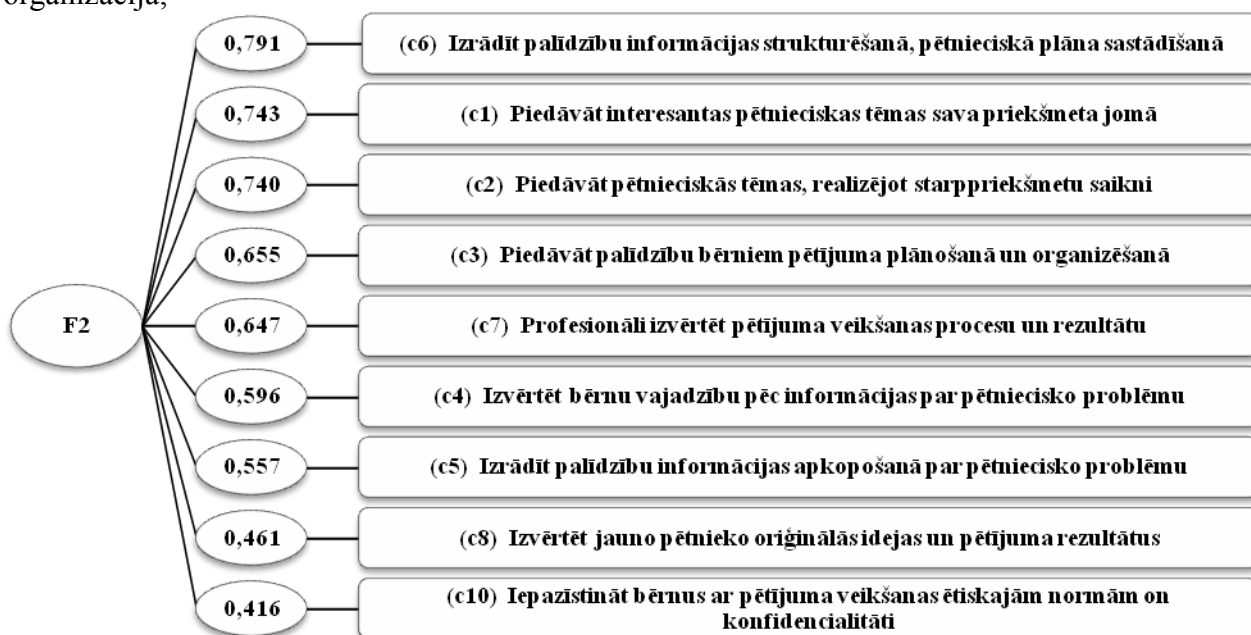 organizācija,
0,791 (c6) Izrādīt palīdzību informācijas strukturēšanā, pētnieciskā plāna sastādīšanā
0,743 (c1) Piedāvāt interesantas pētnieciskas tēmas sava priekšmeta jomā
0,740 (c2) Piedāvāt pētnieciskās tēmas, realizējot starppriekšmetu saikni
0,655 (c3) Piedāvāt palīdzību bērniem pētījuma plānošanā un organizēšanā
F2 0,647 (c7) Profesionāli izvērtēt pētījuma veikšanas procesu un rezultātu
0,596 (c4) Izvērtēt bērnu vajadzību pēc informācijas par pētniecisko problēmu
0,557 (c5) Izrādīt palīdzību informācijas apkopošanā par pētniecisko problēmu
0,461 (c8) Izvērtēt jauno pētnieko oriģinālās idejas un pētījuma rezultātus
0,416 (c10) Iepazīstināt bērnus ar pētījuma veikšanas ētiskajām normām on
konfidencialitāti